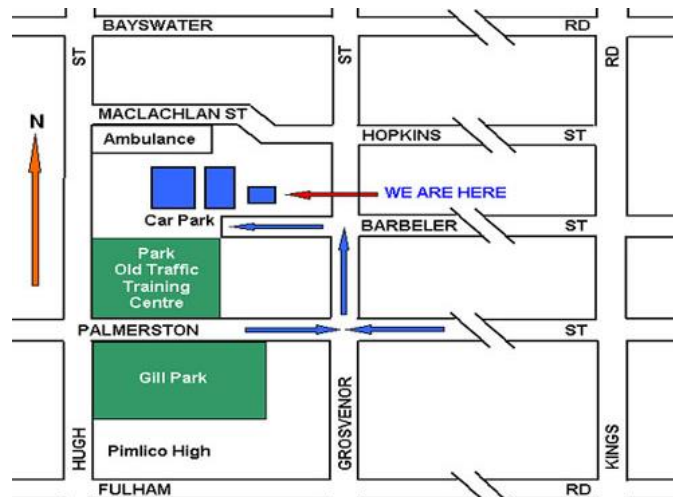 BAYSWATER RD
ST ST RD
N
MACLACHLAN ST
Ambulance
HOPKINS ST
WE ARE HERE
Car Park
BARBELER ST
Park
Old Traffic
Training
Centre
PALMERSTON ST
Gill Park
HUGH GROSVENOR KINGS
Pimlico High
FULHAM RD